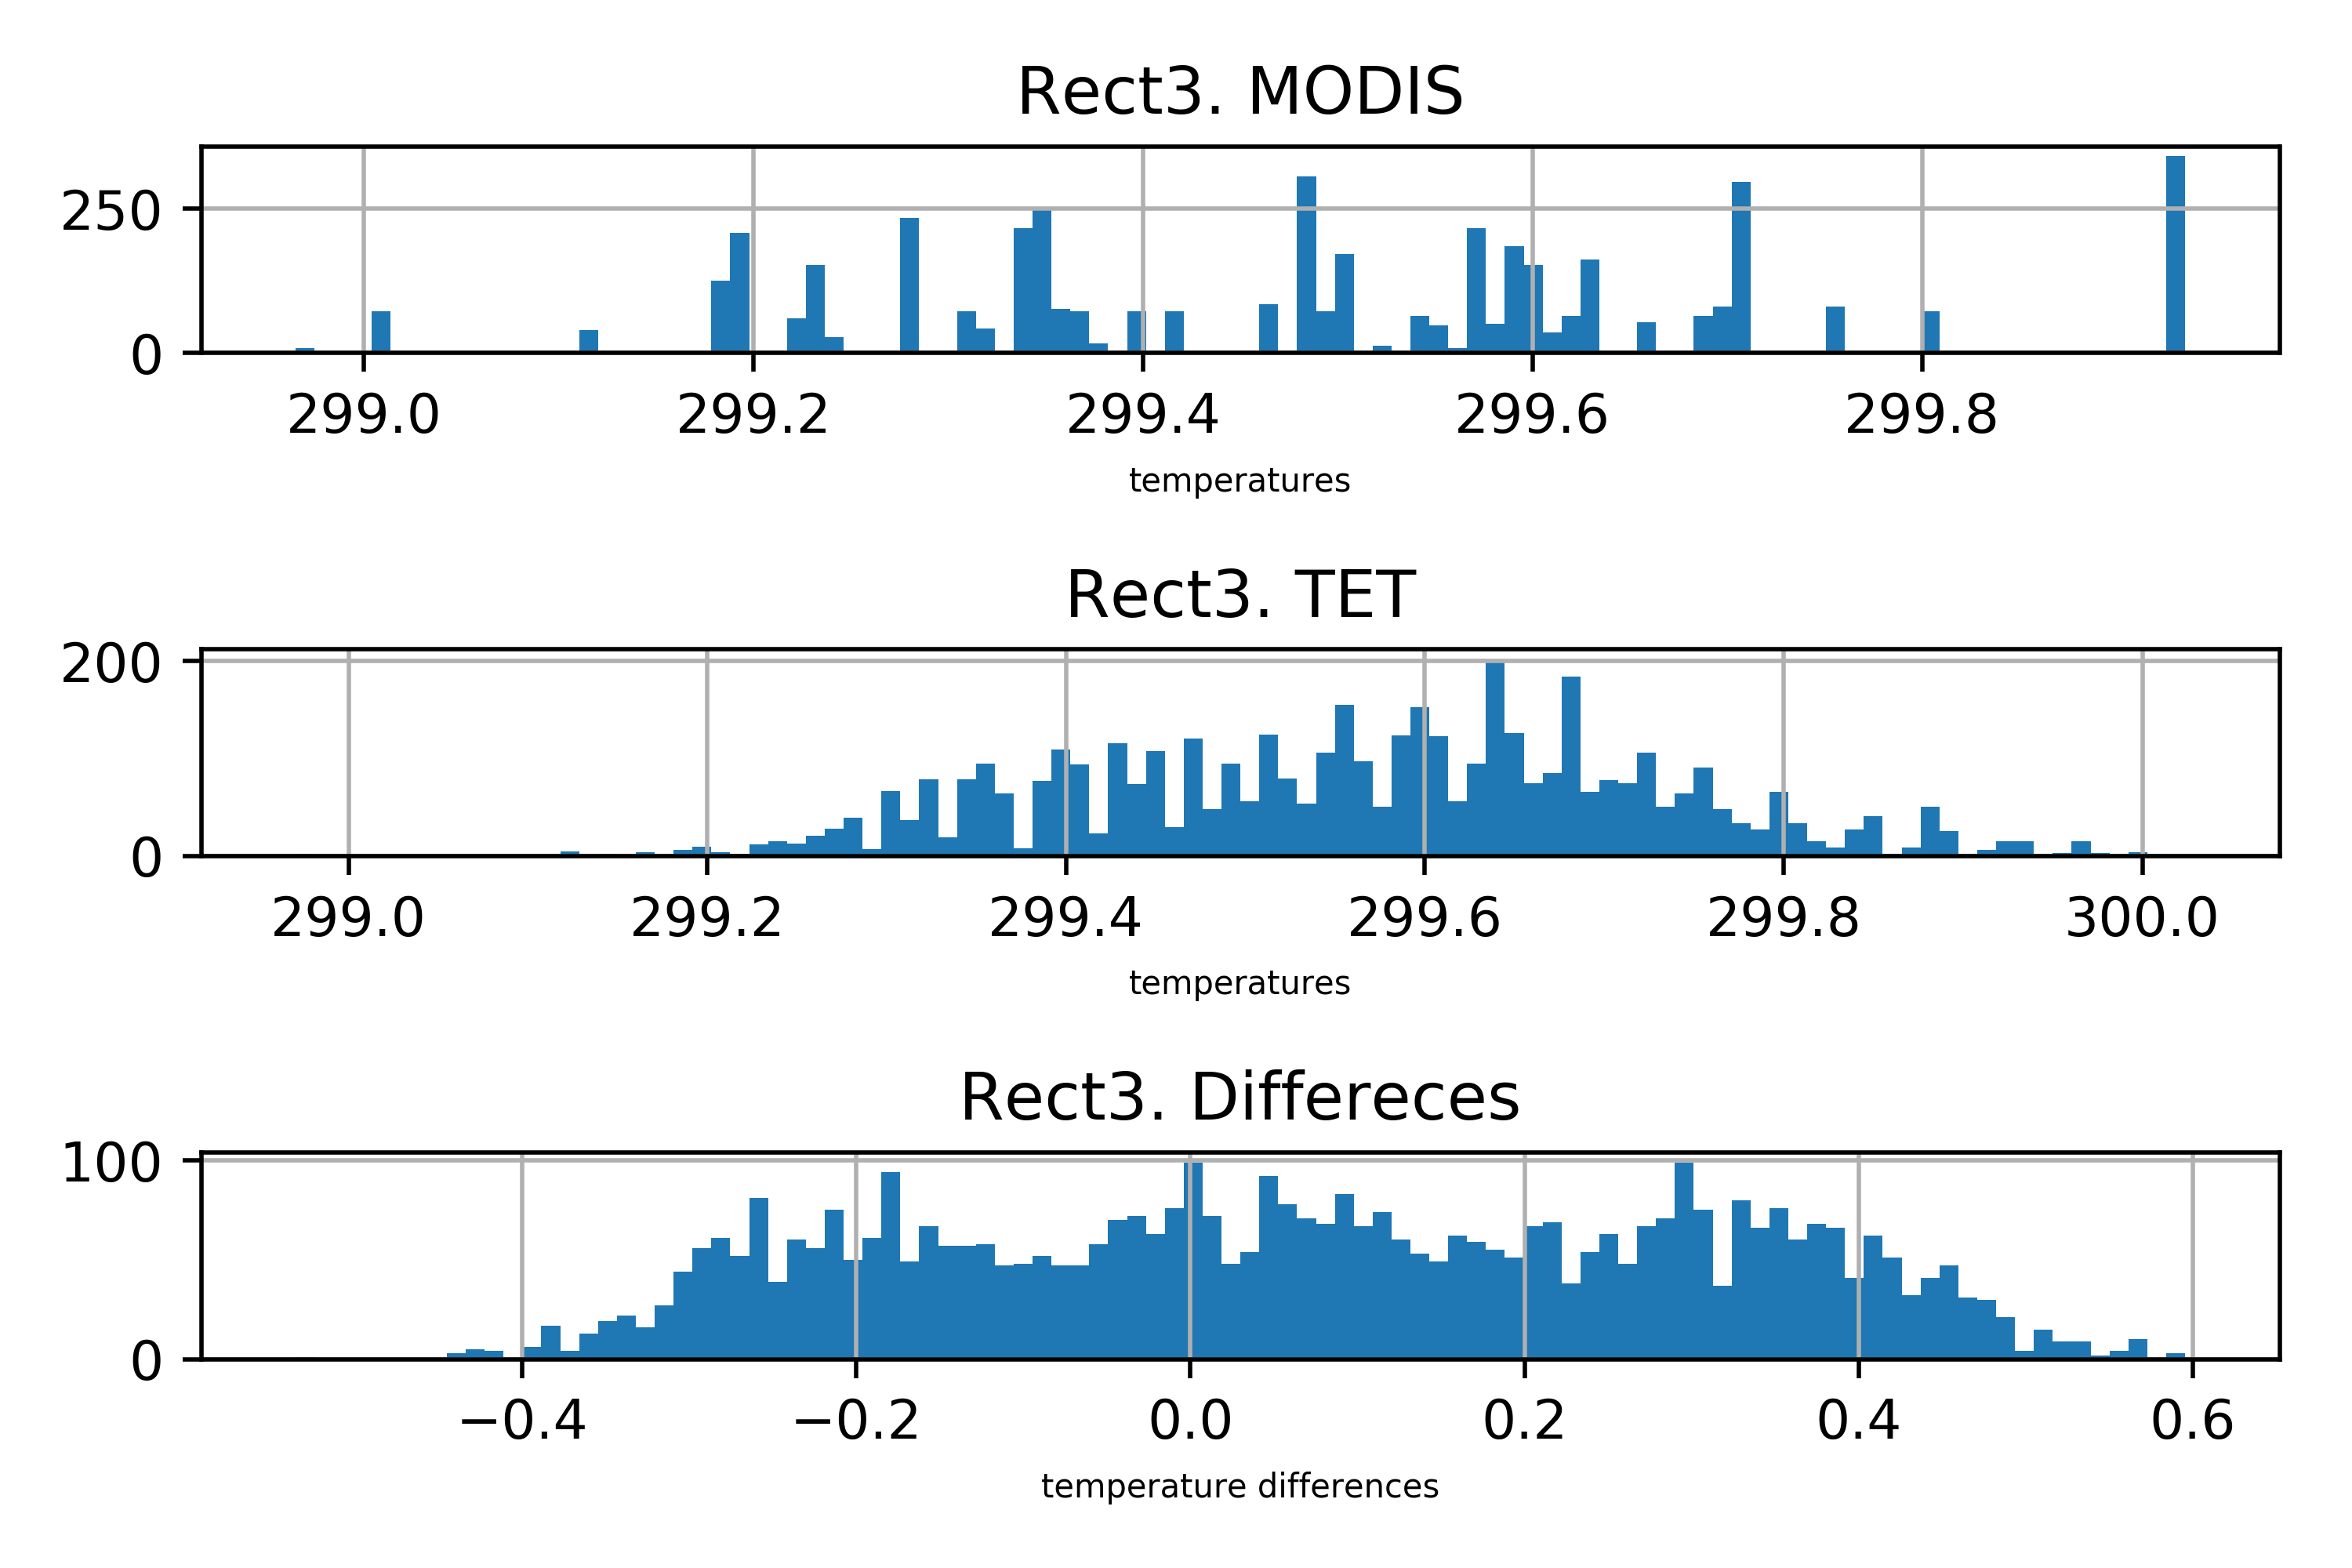 Rect3. MODIS
250
0
299.0 299.2 299.4 299.6 299.8
temperatures
Rect3. TET
200
0
299.0 299.2 299.4 299.6 299.8 300.0
temperatures
Rect3. Differeces
100
0
−0.4 −0.2 0.0 0.2 0.4 0.6
temperature differences